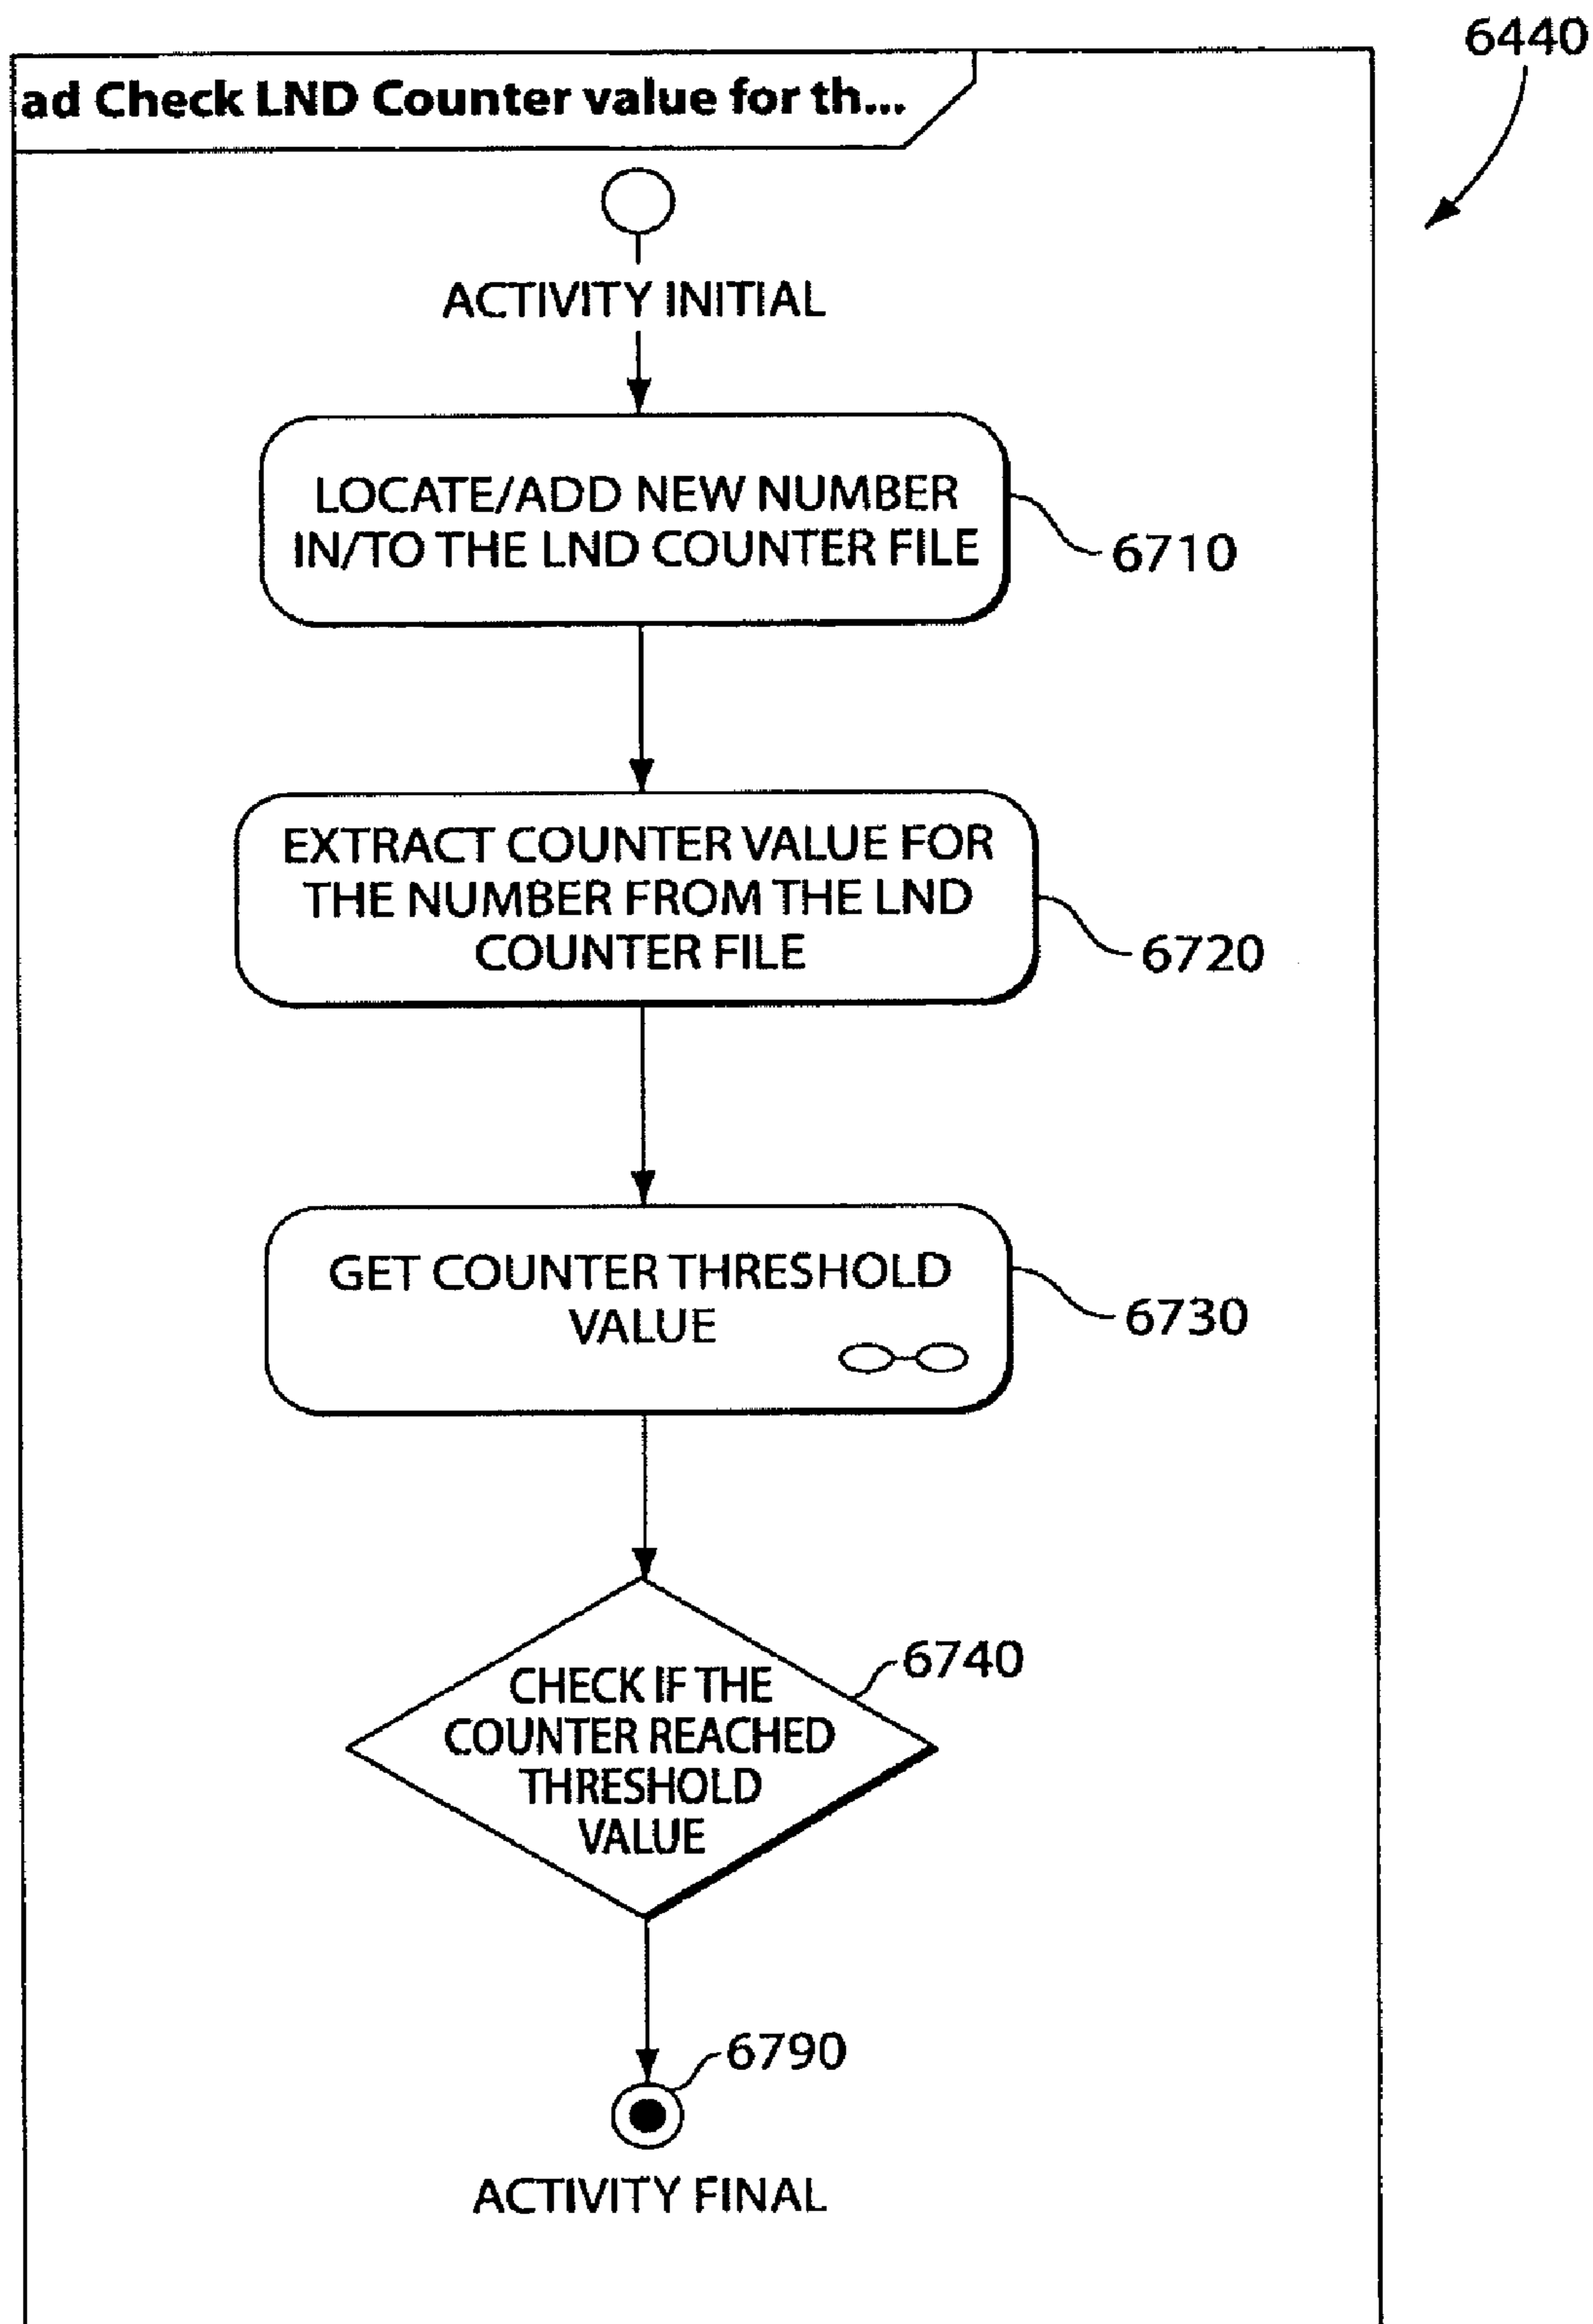 6440
ad Check LND Counter value for th...
ACTIVITY INITIAL
LOCATE/ADD NEW NUMBER
IN/TO THE LND COUNTER FILE
6710
EXTRACT COUNTER VALUE FOR
THE NUMBER FROM THE LND
COUNTER FILE
6720
GET COUNTER THRESHOLD
VALUE
6730
CHECK IF THE
COUNTER REACHED
THRESHOLD
VALUE
6740
6790
ACTIVITY FINAL